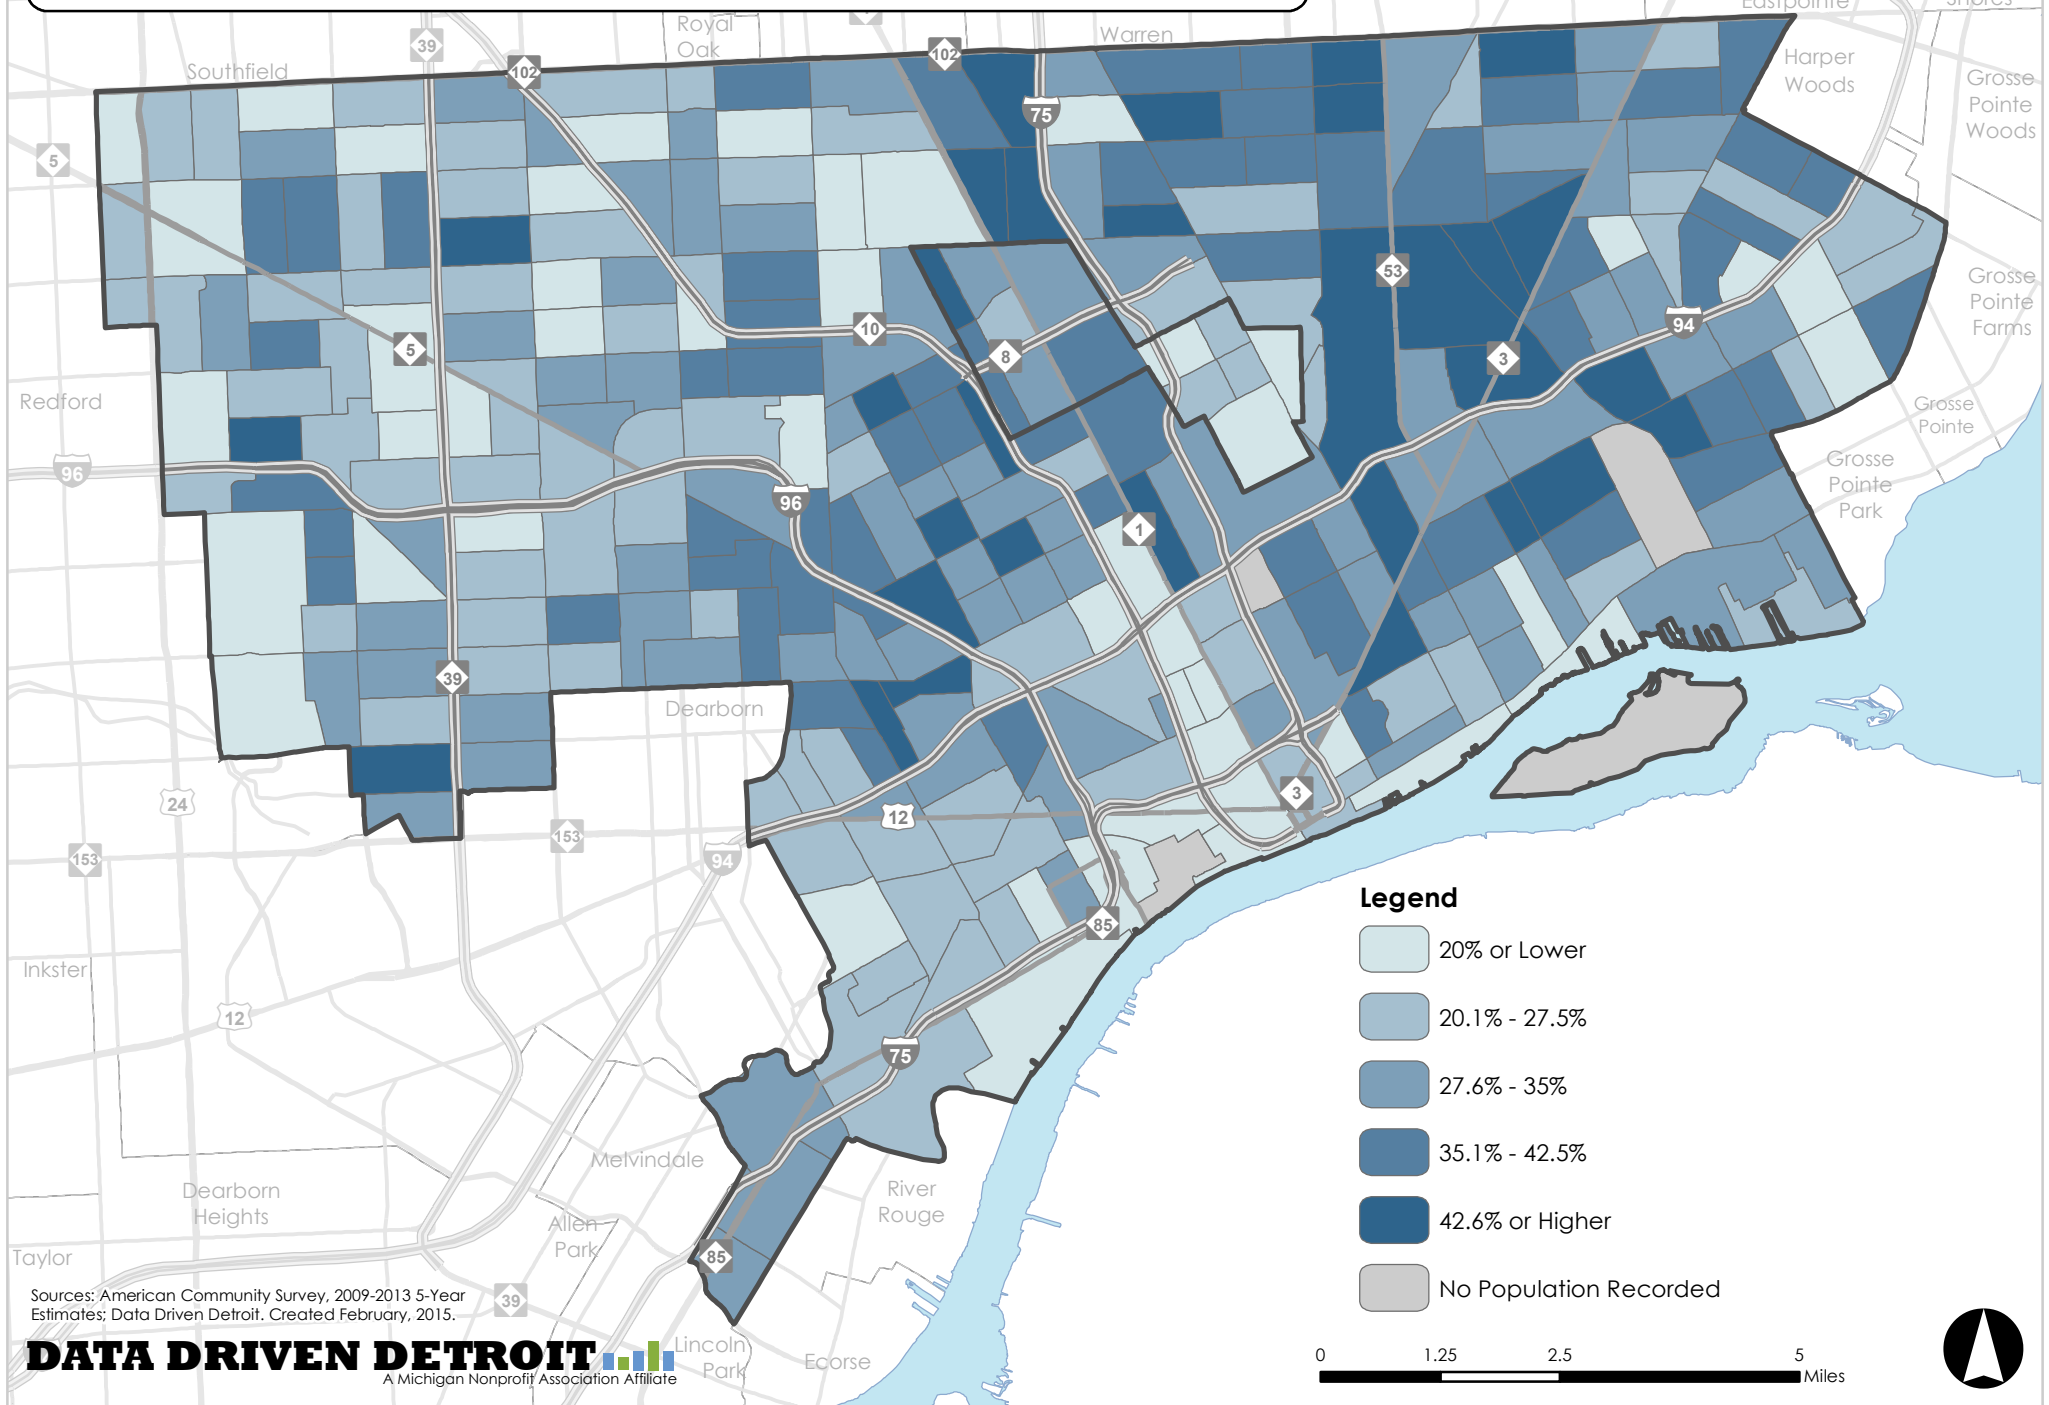 Eastpointe
Shores
Royal
Oak
Warren
39
102
102
Southfield
Harper
Woods
Grosse
Pointe
Woods
75
5
53
Grosse
Pointe
Farms
10
94
5
8
3
Redford
Grosse
Pointe
96
Grosse
Pointe
Park
96
1
39
Dearborn
24
3
12
153
153
94
85
Inkster
12
75
Melvindale
Dearborn
Heights
River
Rouge
Allen
Park
Taylor
85
39
Lincoln
Park
Ecorse
Legend
20% or Lower
20.1% - 27.5%
27.6% - 35%
35.1% - 42.5%
42.6% or Higher
No Population Recorded
Sources: American Community Survey, 2009-2013 5-Year
Estimates; Data Driven Detroit. Created February, 2015.
DATA DRIVEN DETROIT
A Michigan Nonprofit Association Affiliate
0 1.25 2.5 5
Miles